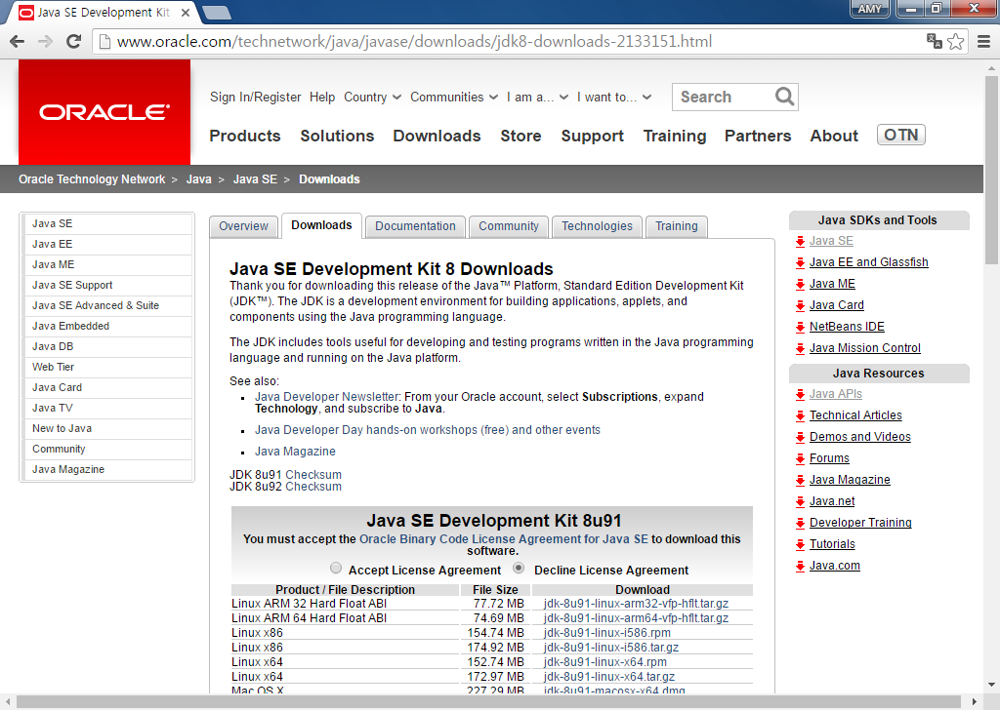 Java SE Development Kit
AMY
www.oracle.com/technetwork/java/javase/downloads/jdk8-downloads-2133151.html
ORACLE
Sign In/Register Help Country Communities I am a... I want to... Search
Products Solutions Downloads Store Support Training Partners About OTN
Oracle Technology Network > Java > Java SE > Downloads
Java SE
Java EE
Java ME
Java SE Support
Java SE Advanced & Suite
Java Embedded
Java DB
Web Tier
Java Card
Java TV
New to Java
Community
Java Magazine
Overview Downloads Documentation Community Technologies Training
Java SE Development Kit 8 Downloads
Thank you for downloading this release of the Java™ Platform, Standard Edition Development Kit
(JDK™). The JDK is a development environment for building applications, applets, and
components using the Java programming language.
The JDK includes tools useful for developing and testing programs written in the Java programming
language and running on the Java platform.
See also:
Java Developer Newsletter: From your Oracle account, select Subscriptions, expand
Technology, and subscribe to Java.
Java Developer Day hands-on workshops (free) and other events
Java Magazine
JDK 8u91 Checksum
JDK 8u92 Checksum
Java SE Development Kit 8u91
You must accept the Oracle Binary Code License Agreement for Java SE to download this
software.
Accept License Agreement Decline License Agreement
Product / File Description File Size Download
Linux ARM 32 Hard Float ABI 77.72 MB jdk-8u91-linux-arm32-vfp-hflt.tar.gz
Linux ARM 64 Hard Float ABI 74.69 MB jdk-8u91-linux-arm64-vfp-hflt.tar.gz
Linux x86 154.74 MB jdk-8u91-linux-i586.rpm
Linux x86 174.92 MB jdk-8u91-linux-i586.tar.gz
Linux x64 152.74 MB jdk-8u91-linux-x64.rpm
Linux x64 172.97 MB jdk-8u91-linux-x64.tar.gz
Mac OS X 227.29 MB jdk-8u91-macosx-x64.dmg
Java SDKs and Tools
Java SE
Java EE and Glassfish
Java ME
Java Card
NetBeans IDE
Java Mission Control
Java Resources
Java APIs
Technical Articles
Demos and Videos
Forums
Java Magazine
Java.net
Developer Training
Tutorials
Java.com